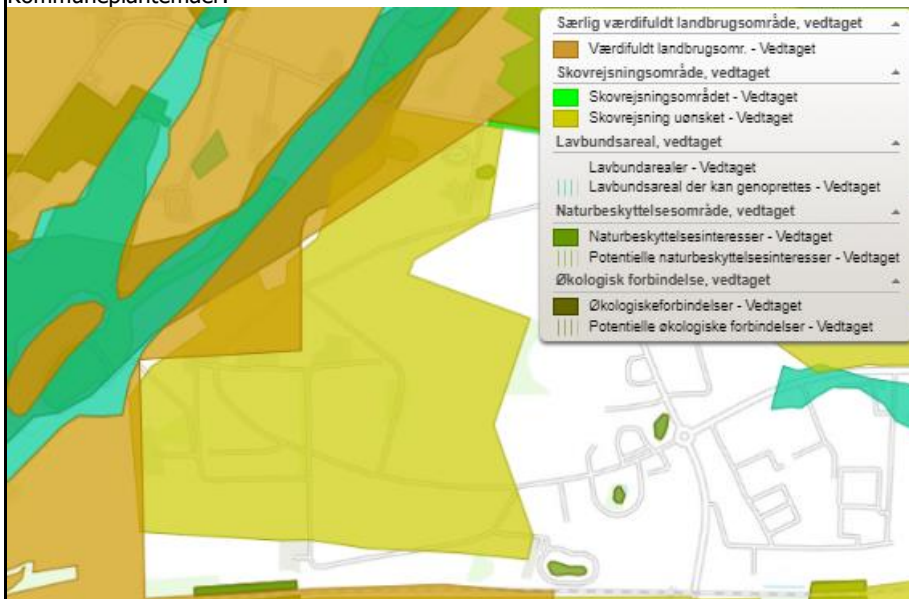 Kommuneplantemaer:
Særlig værdifuldt landbrugsområde, vedtaget
Værdifuldt landbrugsomr. - Vedtaget
Skovrejsningsområde, vedtaget
Skovrejsningsområdet - Vedtaget
Skovrejsning uønsket - Vedtaget
Lavbundsareal, vedtaget
Lavbundarealer - Vedtaget
Lavbundsareal der kan genoprettes - Vedtaget
Naturbeskyttelsesområde, vedtaget
Naturbeskyttelsesinteresser - Vedtaget
Potentielle naturbeskyttelsesinteresser - Vedtaget
Økologisk forbindelse, vedtaget
Økologiskeforbindelser - Vedtaget
Potentielle økologiske forbindelser - Vedtaget